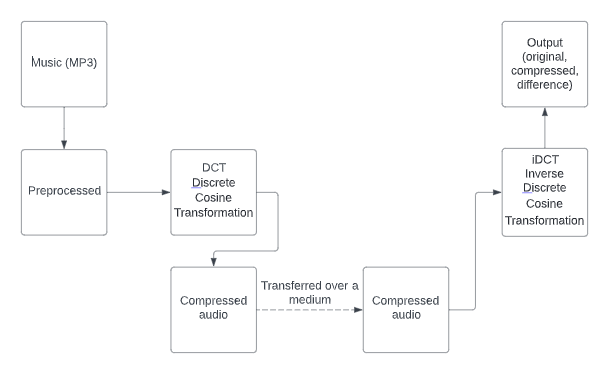 Music (MP3)
Preprocessed
DCT
Discrete
Cosine
Transformation
Compressed
audio
Transferred over a
medium
Compressed
audio
iDCT
Inverse
Discrete
Cosine
Transformation
Output
(original,
compressed,
difference)